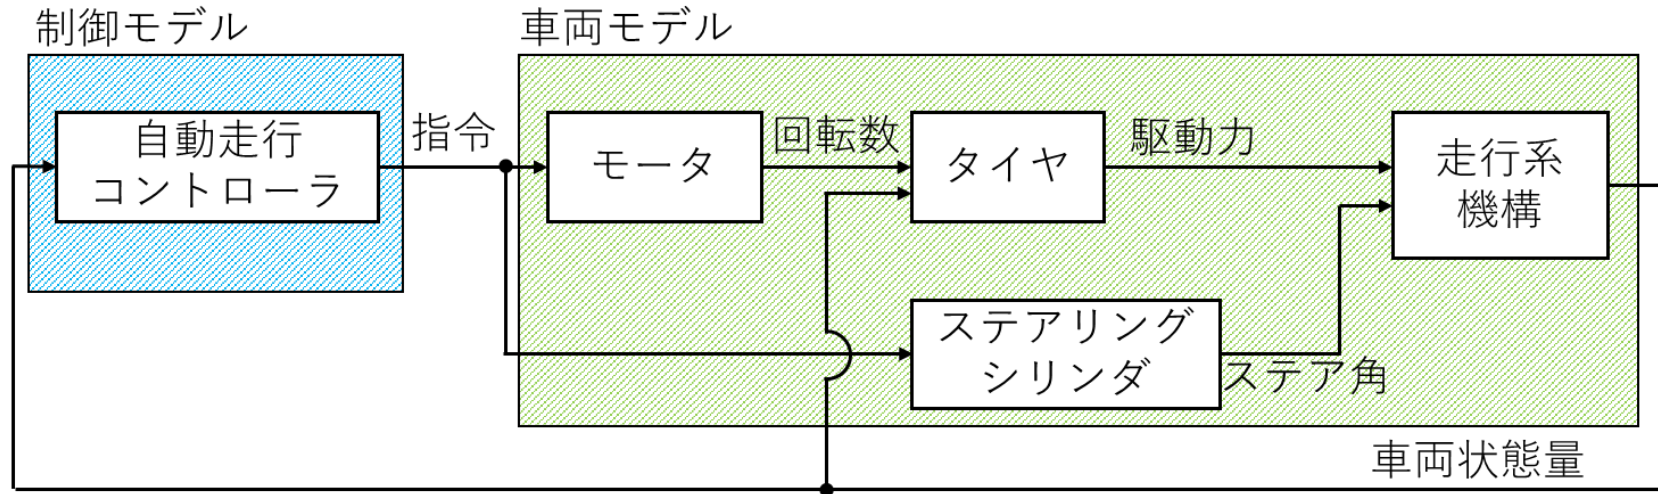 制御モデル
車両モデル
自動走行
コントローラ
指令
モータ
回転数
タイヤ
駆動力
走行系
機構
ステアリング
シリンダ
ステア角
車両状態量